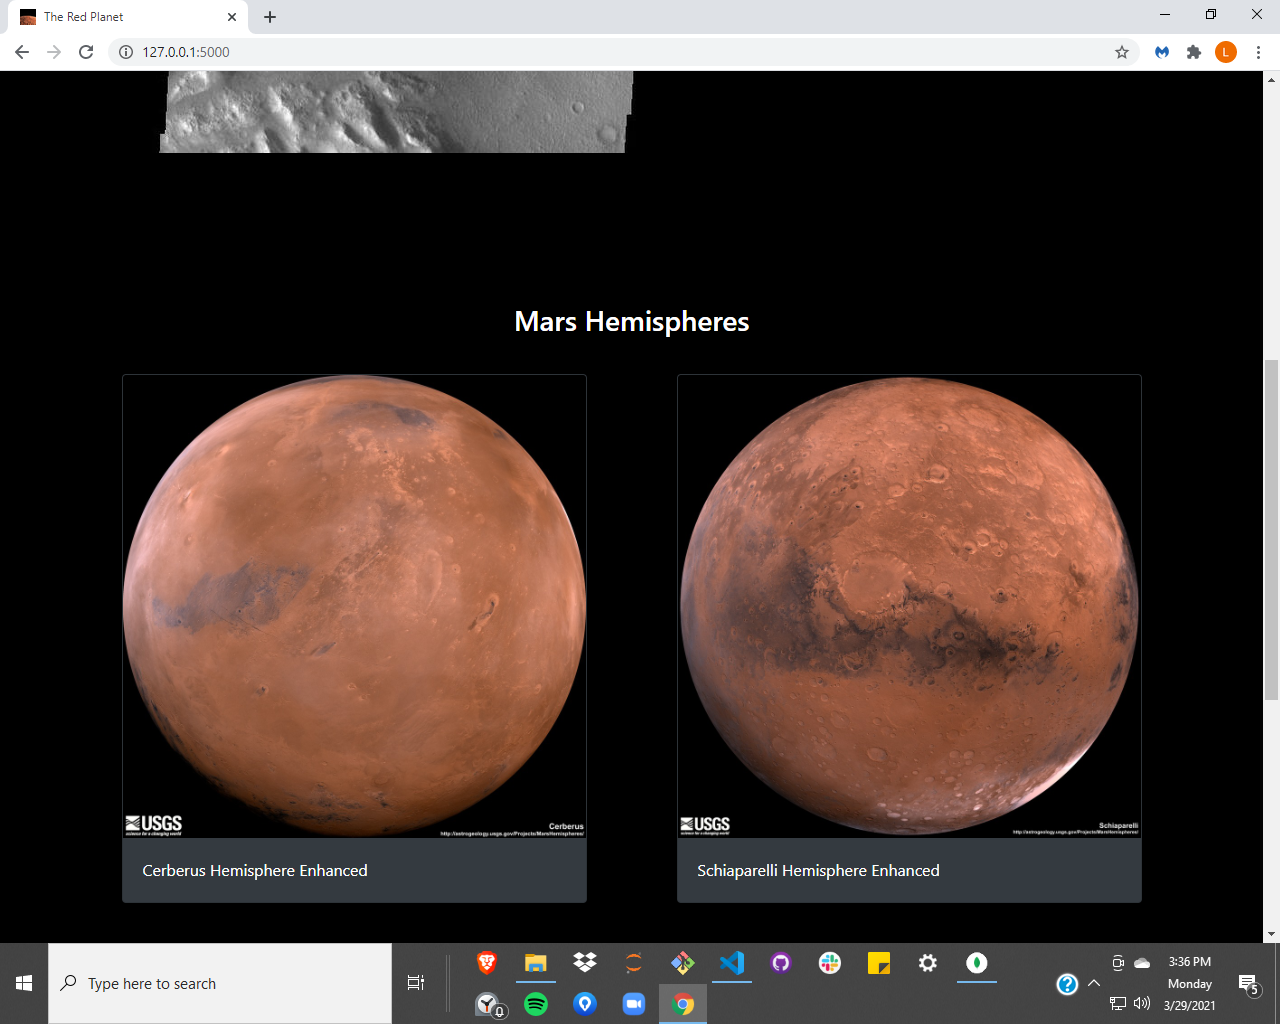 The Red Planet
127.0.0.1:5000
L
Mars Hemispheres
USGS
science for a changing world
Cerberus
http://astrogeology.usgs.gov/Projects/MarsHemispheres/
Cerberus Hemisphere Enhanced
USGS
science for a changing world
Schiaparelli
http://astrogeology.usgs.gov/Projects/MarsHemispheres/
Schiaparelli Hemisphere Enhanced
Type here to search
0
3:36 PM
Monday
3/29/2021
5